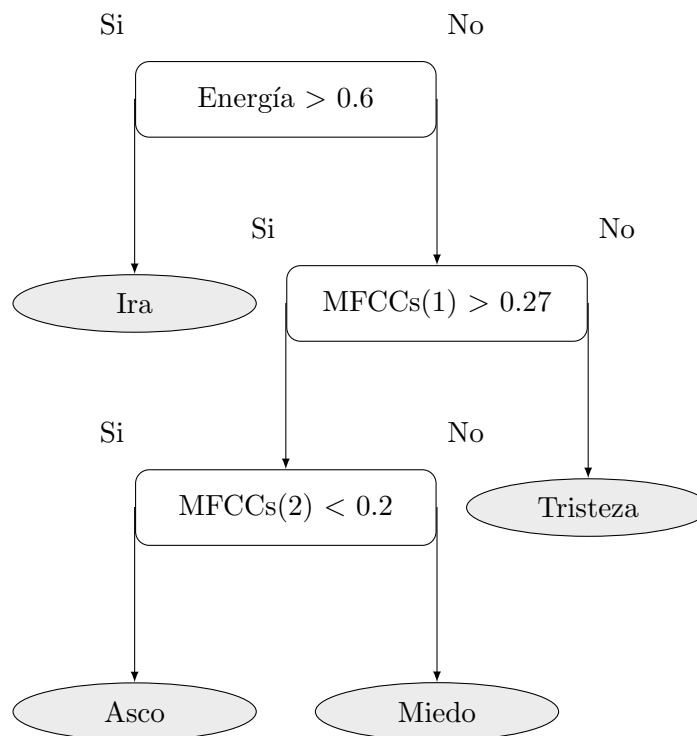 Si
No
Energía > 0.6
Si
No
Ira
MFCCs(1) > 0.27
Si
No
MFCCs(2) < 0.2
Tristeza
Asco
Miedo